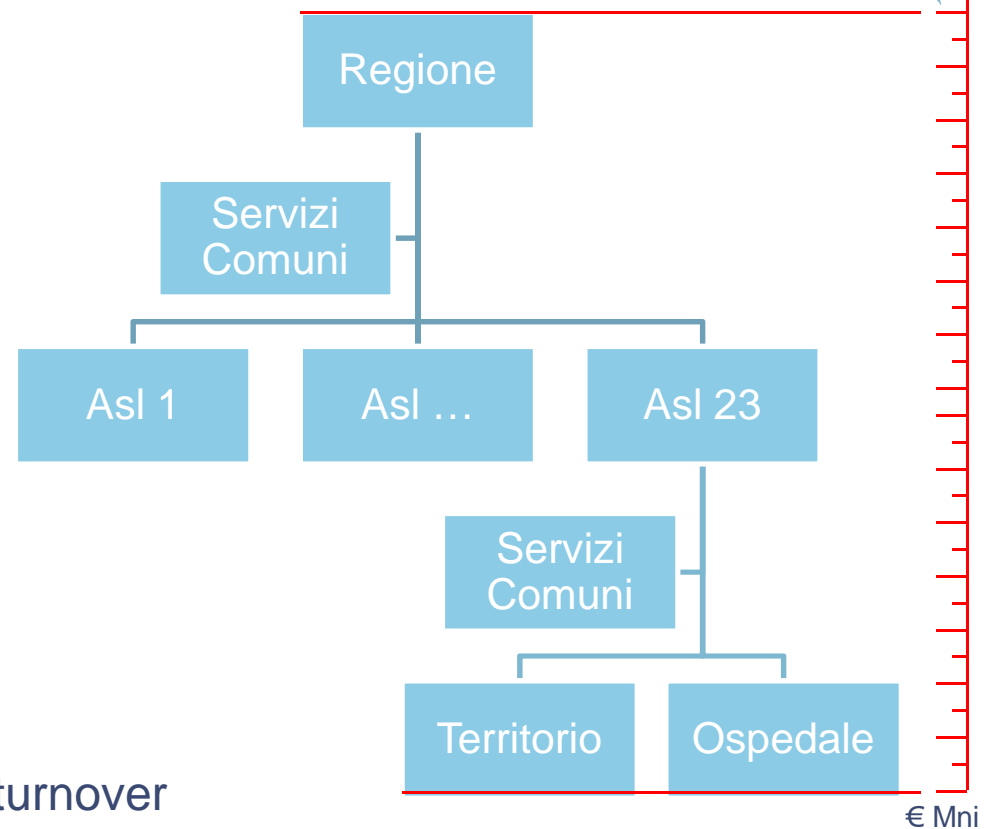 Regione
Servizi
Comuni
Asl 1
Asl …
Asl 23
Servizi
Comuni
Territorio
Ospedale
turnover
€ Mni